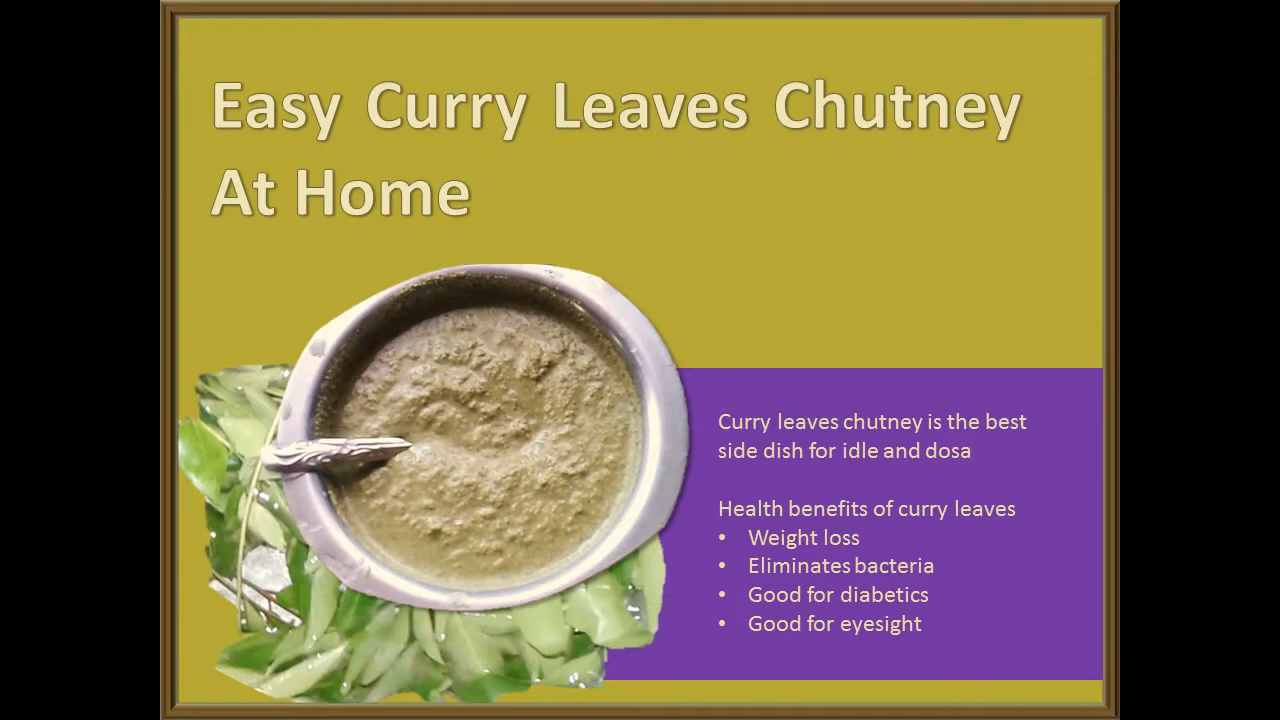 Easy Curry Leaves Chutney
At Home
Curry leaves chutney is the best
side dish for idle and dosa
Health benefits of curry leaves
• Weight loss
• Eliminates bacteria
• Good for diabetics
• Good for eyesight